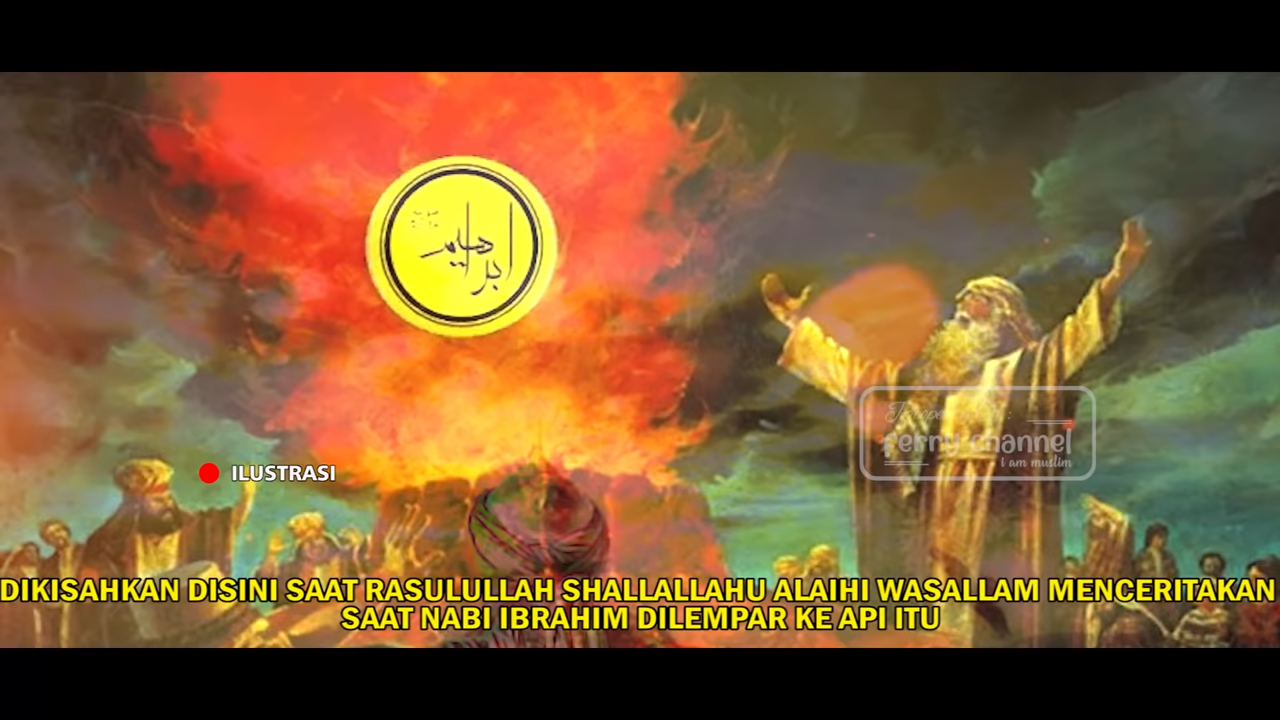 ابراهيم
ferry channel
i am muslim
ILUSTRASI
DIKISAHKAN DISINI SAAT RASULULLAH SHALLALLAHU ALAIHI WASALLAM MENCERITAKAN
SAAT NABI IBRAHIM DILEMPAR KE API ITU